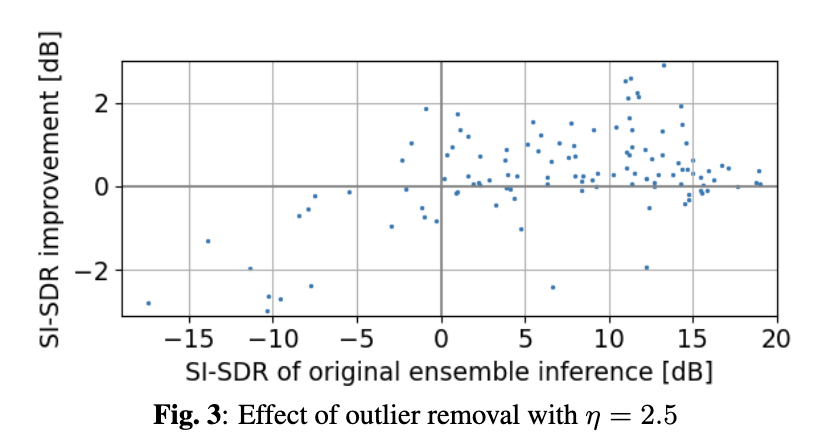 SI-SDR improvement [dB]
2
0
−2
−15 −10 −5 0 5 10 15 20
SI-SDR of original ensemble inference [dB]
Fig. 3: Effect of outlier removal with η = 2.5